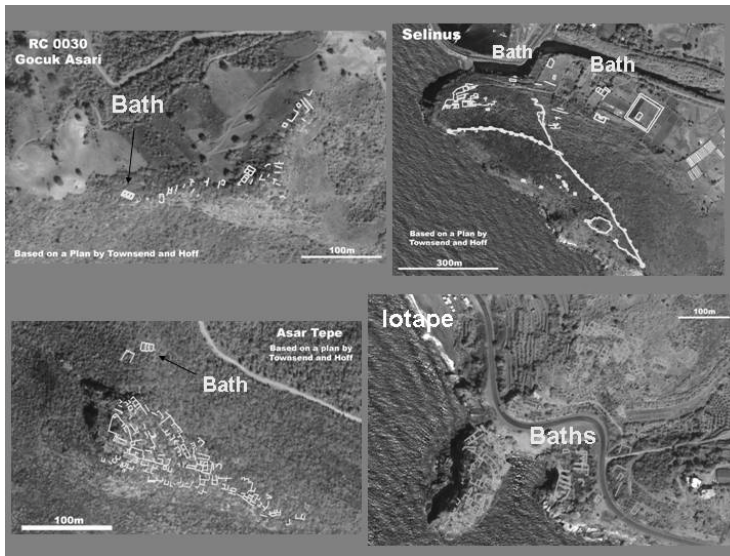 RC 0030
Gocuk Asari
Bath
Based on a Plan by Townsend and Hoff
100m
Selinus
Bath
Bath
Based on a Plan by
Townsend and Hoff
300m
Asar Tepe
Based on a plan by
Townsend and Hoff
Bath
100m
Iotape
100m
Baths